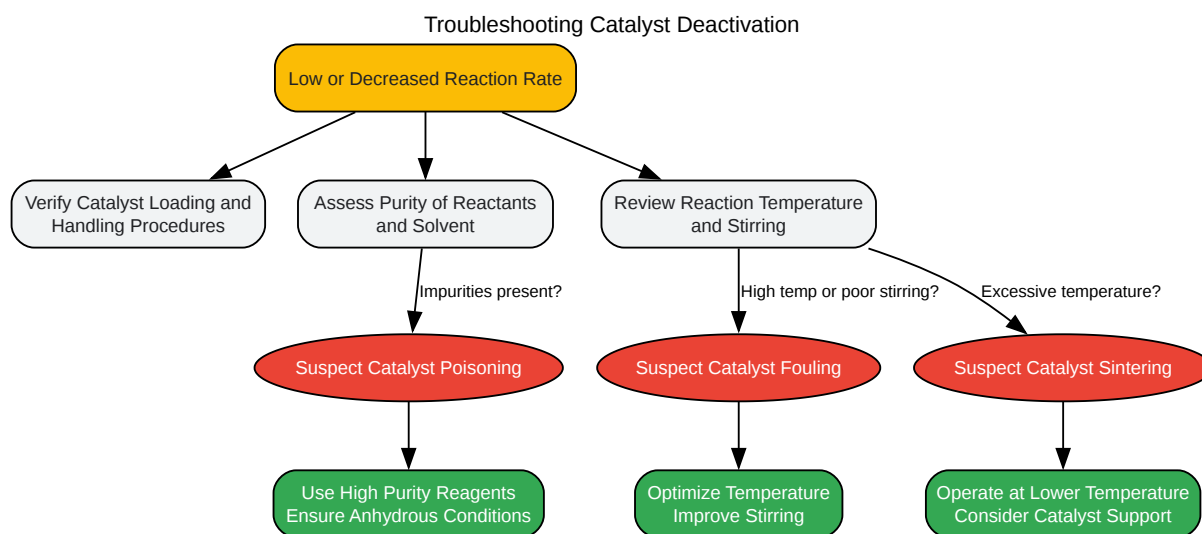 Troubleshooting Catalyst Deactivation
Low or Decreased Reaction Rate
Verify Catalyst Loading and
Handling Procedures
Assess Purity of Reactants
and Solvent
Review Reaction Temperature
and Stirring
Impurities present?
High temp or poor stirring?
Excessive temperature?
Suspect Catalyst Poisoning
Suspect Catalyst Fouling
Suspect Catalyst Sintering
Use High Purity Reagents
Ensure Anhydrous Conditions
Optimize Temperature
Improve Stirring
Operate at Lower Temperature
Consider Catalyst Support